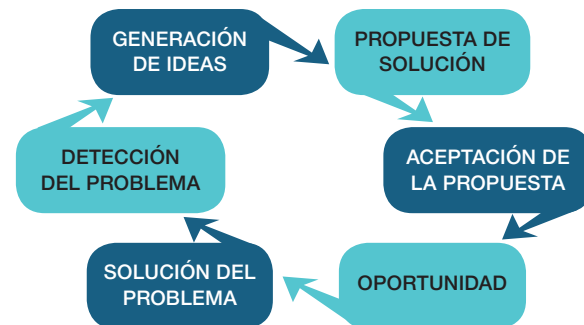 GENERACIÓN
DE IDEAS
PROPUESTA DE
SOLUCIÓN
ACEPTACIÓN DE
LA PROPUESTA
OPORTUNIDAD
SOLUCIÓN DEL
PROBLEMA
DETECCIÓN
DEL PROBLEMA